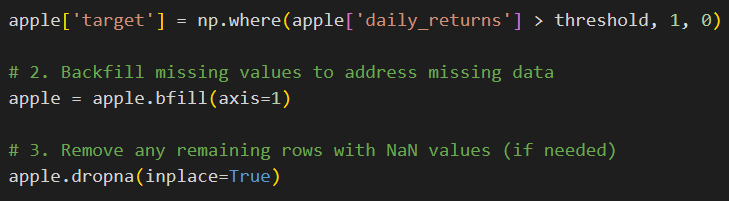 apple['target'] = np.where(apple['daily_returns'] > threshold, 1, 0)
# 2. Backfill missing values to address missing data
apple = apple.bfill(axis=1)
# 3. Remove any remaining rows with NaN values (if needed)
apple.dropna(inplace=True)